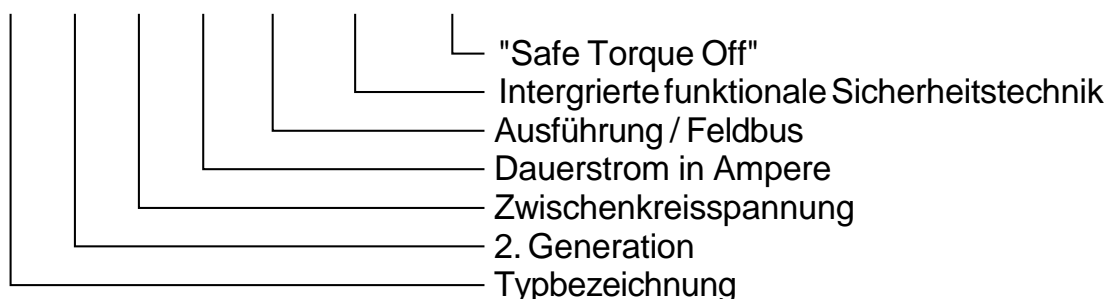 "Safe Torque Off"
Intergrierte funktionale Sicherheitstechnik
Ausführung / Feldbus
Dauerstrom in Ampere
Zwischenkreisspannung
2. Generation
Typbezeichnung